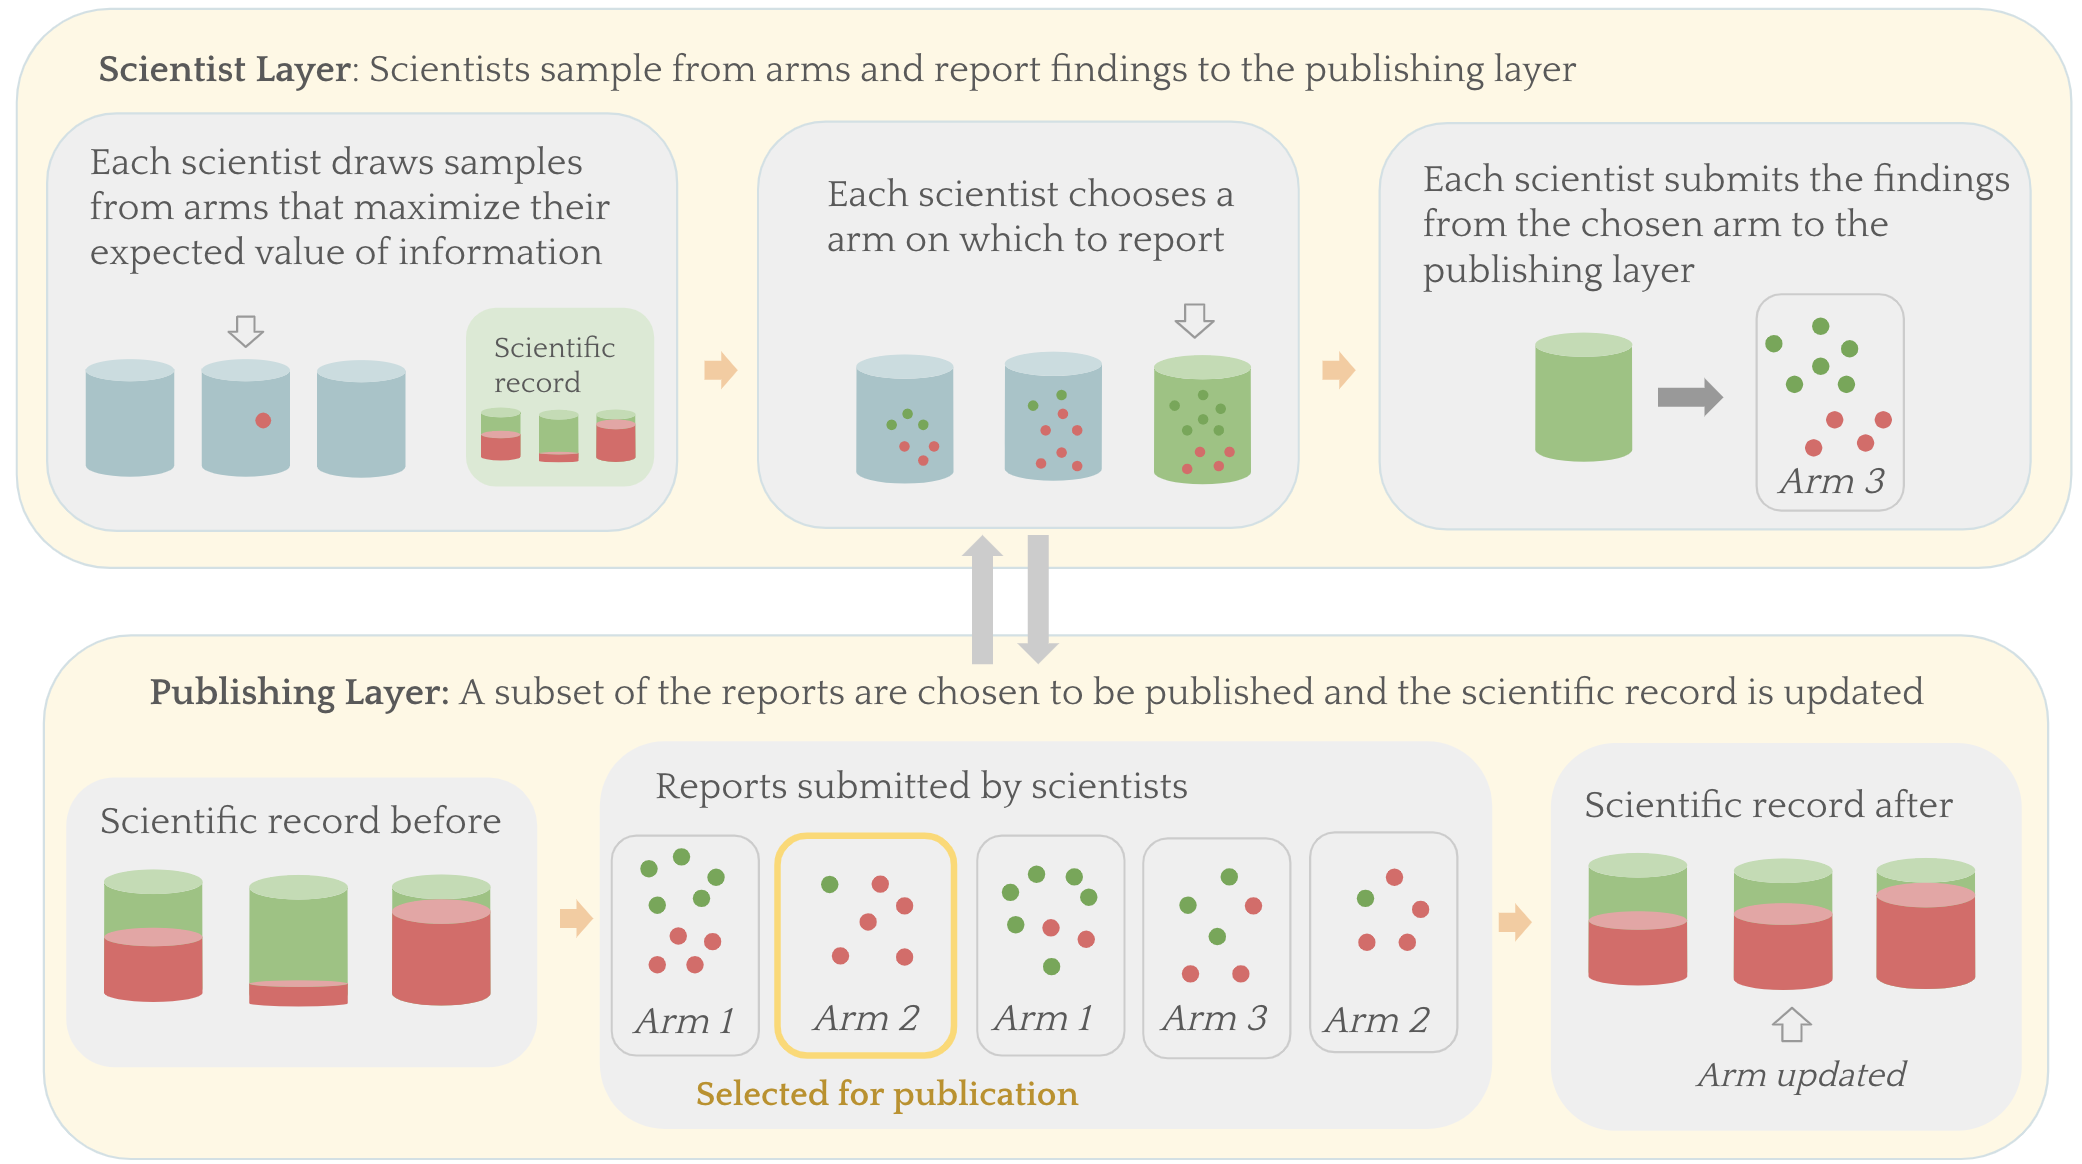 Scientist Layer: Scientists sample from arms and report findings to the publishing layer
Each scientist draws samples
from arms that maximize their
expected value of information
Scientific
record
Each scientist chooses a
arm on which to report
Each scientist submits the findings
from the chosen arm to the
publishing layer
Arm 3
Publishing Layer: A subset of the reports are chosen to be published and the scientific record is updated
Scientific record before
Reports submitted by scientists
Arm 1
Arm 2
Arm 1
Arm 3
Arm 2
Selected for publication
Scientific record after
Arm updated